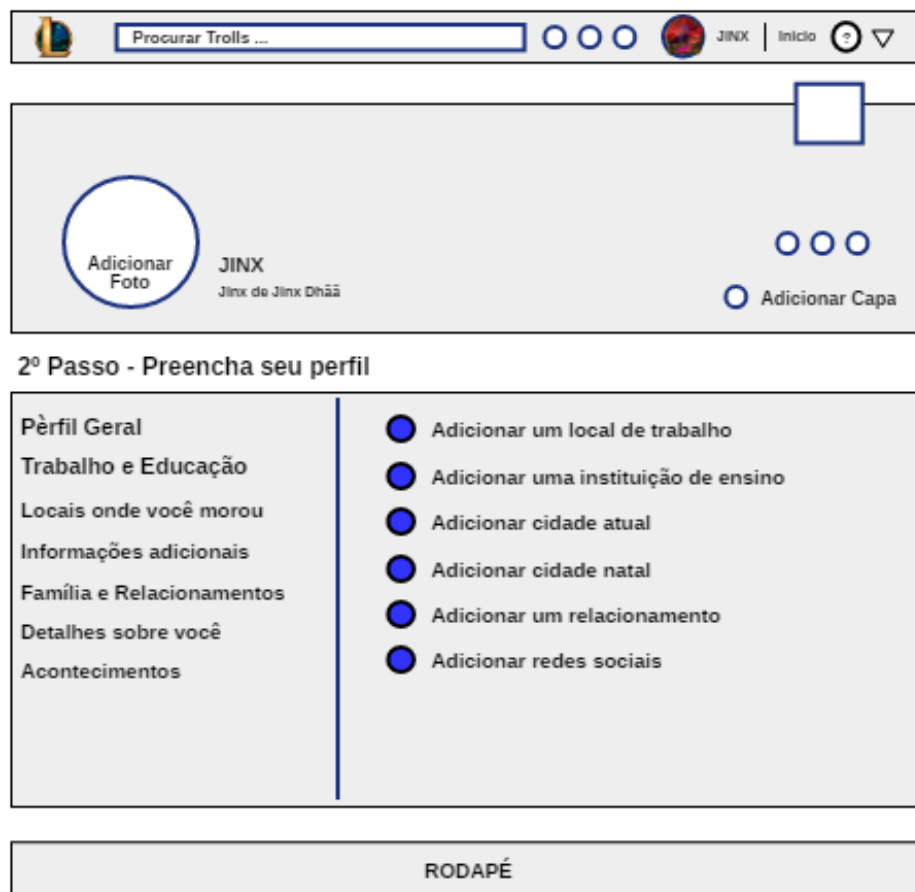 Procurar Trolls ...
JINX
Inicio
?
Adicionar
Foto
JINX
Jinx de Jinx Dhãã
Adicionar Capa
2º Passo - Preencha seu perfil
Pèrfil Geral
Trabalho e Educação
Locais onde você morou
Informações adicionais
Família e Relacionamentos
Detalhes sobre você
Acontecimentos
Adicionar um local de trabalho
Adicionar uma instituição de ensino
Adicionar cidade atual
Adicionar cidade natal
Adicionar um relacionamento
Adicionar redes sociais
RODAPÉ